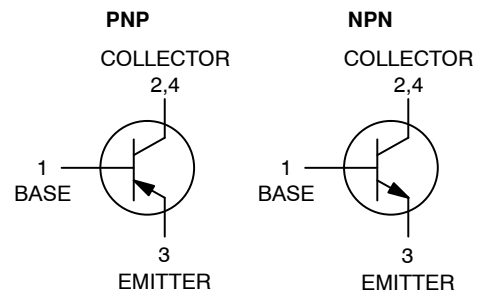 PNP
COLLECTOR
2,4
1
BASE
3
EMITTER
NPN
COLLECTOR
2,4
1
BASE
3
EMITTER